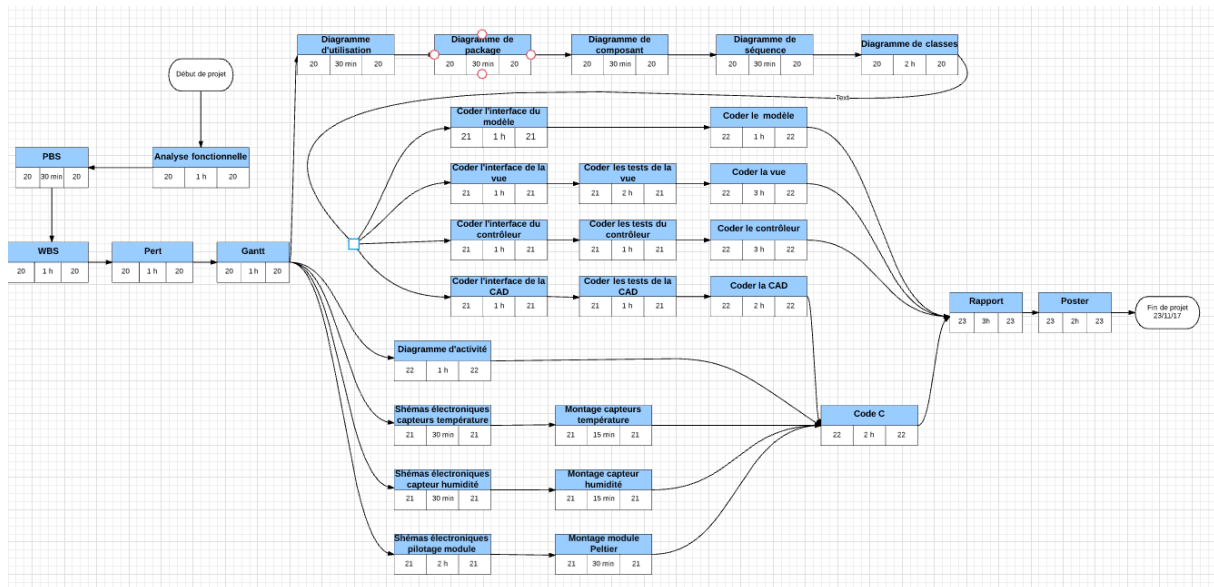 Diagramme
d'utilisation
20 30 min 20
Diagramme de
package
20 30 min 20
Diagramme de
composant
20 30 min 20
Diagramme de
séquence
20 30 min 20
Diagramme de classes
20 2 h 20
Début de projet
Text
Coder l'interface du
modèle
21 1 h 21
Coder le modèle
22 1 h 22
PBS
20 30 min 20
Analyse fonctionnelle
20 1 h 20
Coder l'interface de la
vue
21 1 h 21
Coder les tests de la
vue
21 2 h 21
Coder la vue
22 3 h 22
Coder l'interface du
contrôleur
21 1 h 21
Coder les tests du
contrôleur
21 1 h 21
Coder le contrôleur
22 3 h 22
WBS
20 1 h 20
Pert
20 1 h 20
Gantt
20 1 h 20
Coder l'interface de la
CAD
21 1 h 21
Coder les tests de la
CAD
21 1 h 21
Coder la CAD
22 2 h 22
Rapport
23 3h 23
Poster
23 2h 23
Fin de projet
23/11/17
Diagramme d'activité
22 1 h 22
Shémas électroniques
capteurs température
21 30 min 21
Montage capteurs
température
21 15 min 21
Code C
22 2 h 22
Shémas électroniques
capteur humidité
21 30 min 21
Montage capteur
humidité
21 15 min 21
Shémas électroniques
pilotage module
21 2 h 21
Montage module
Peltier
21 30 min 21